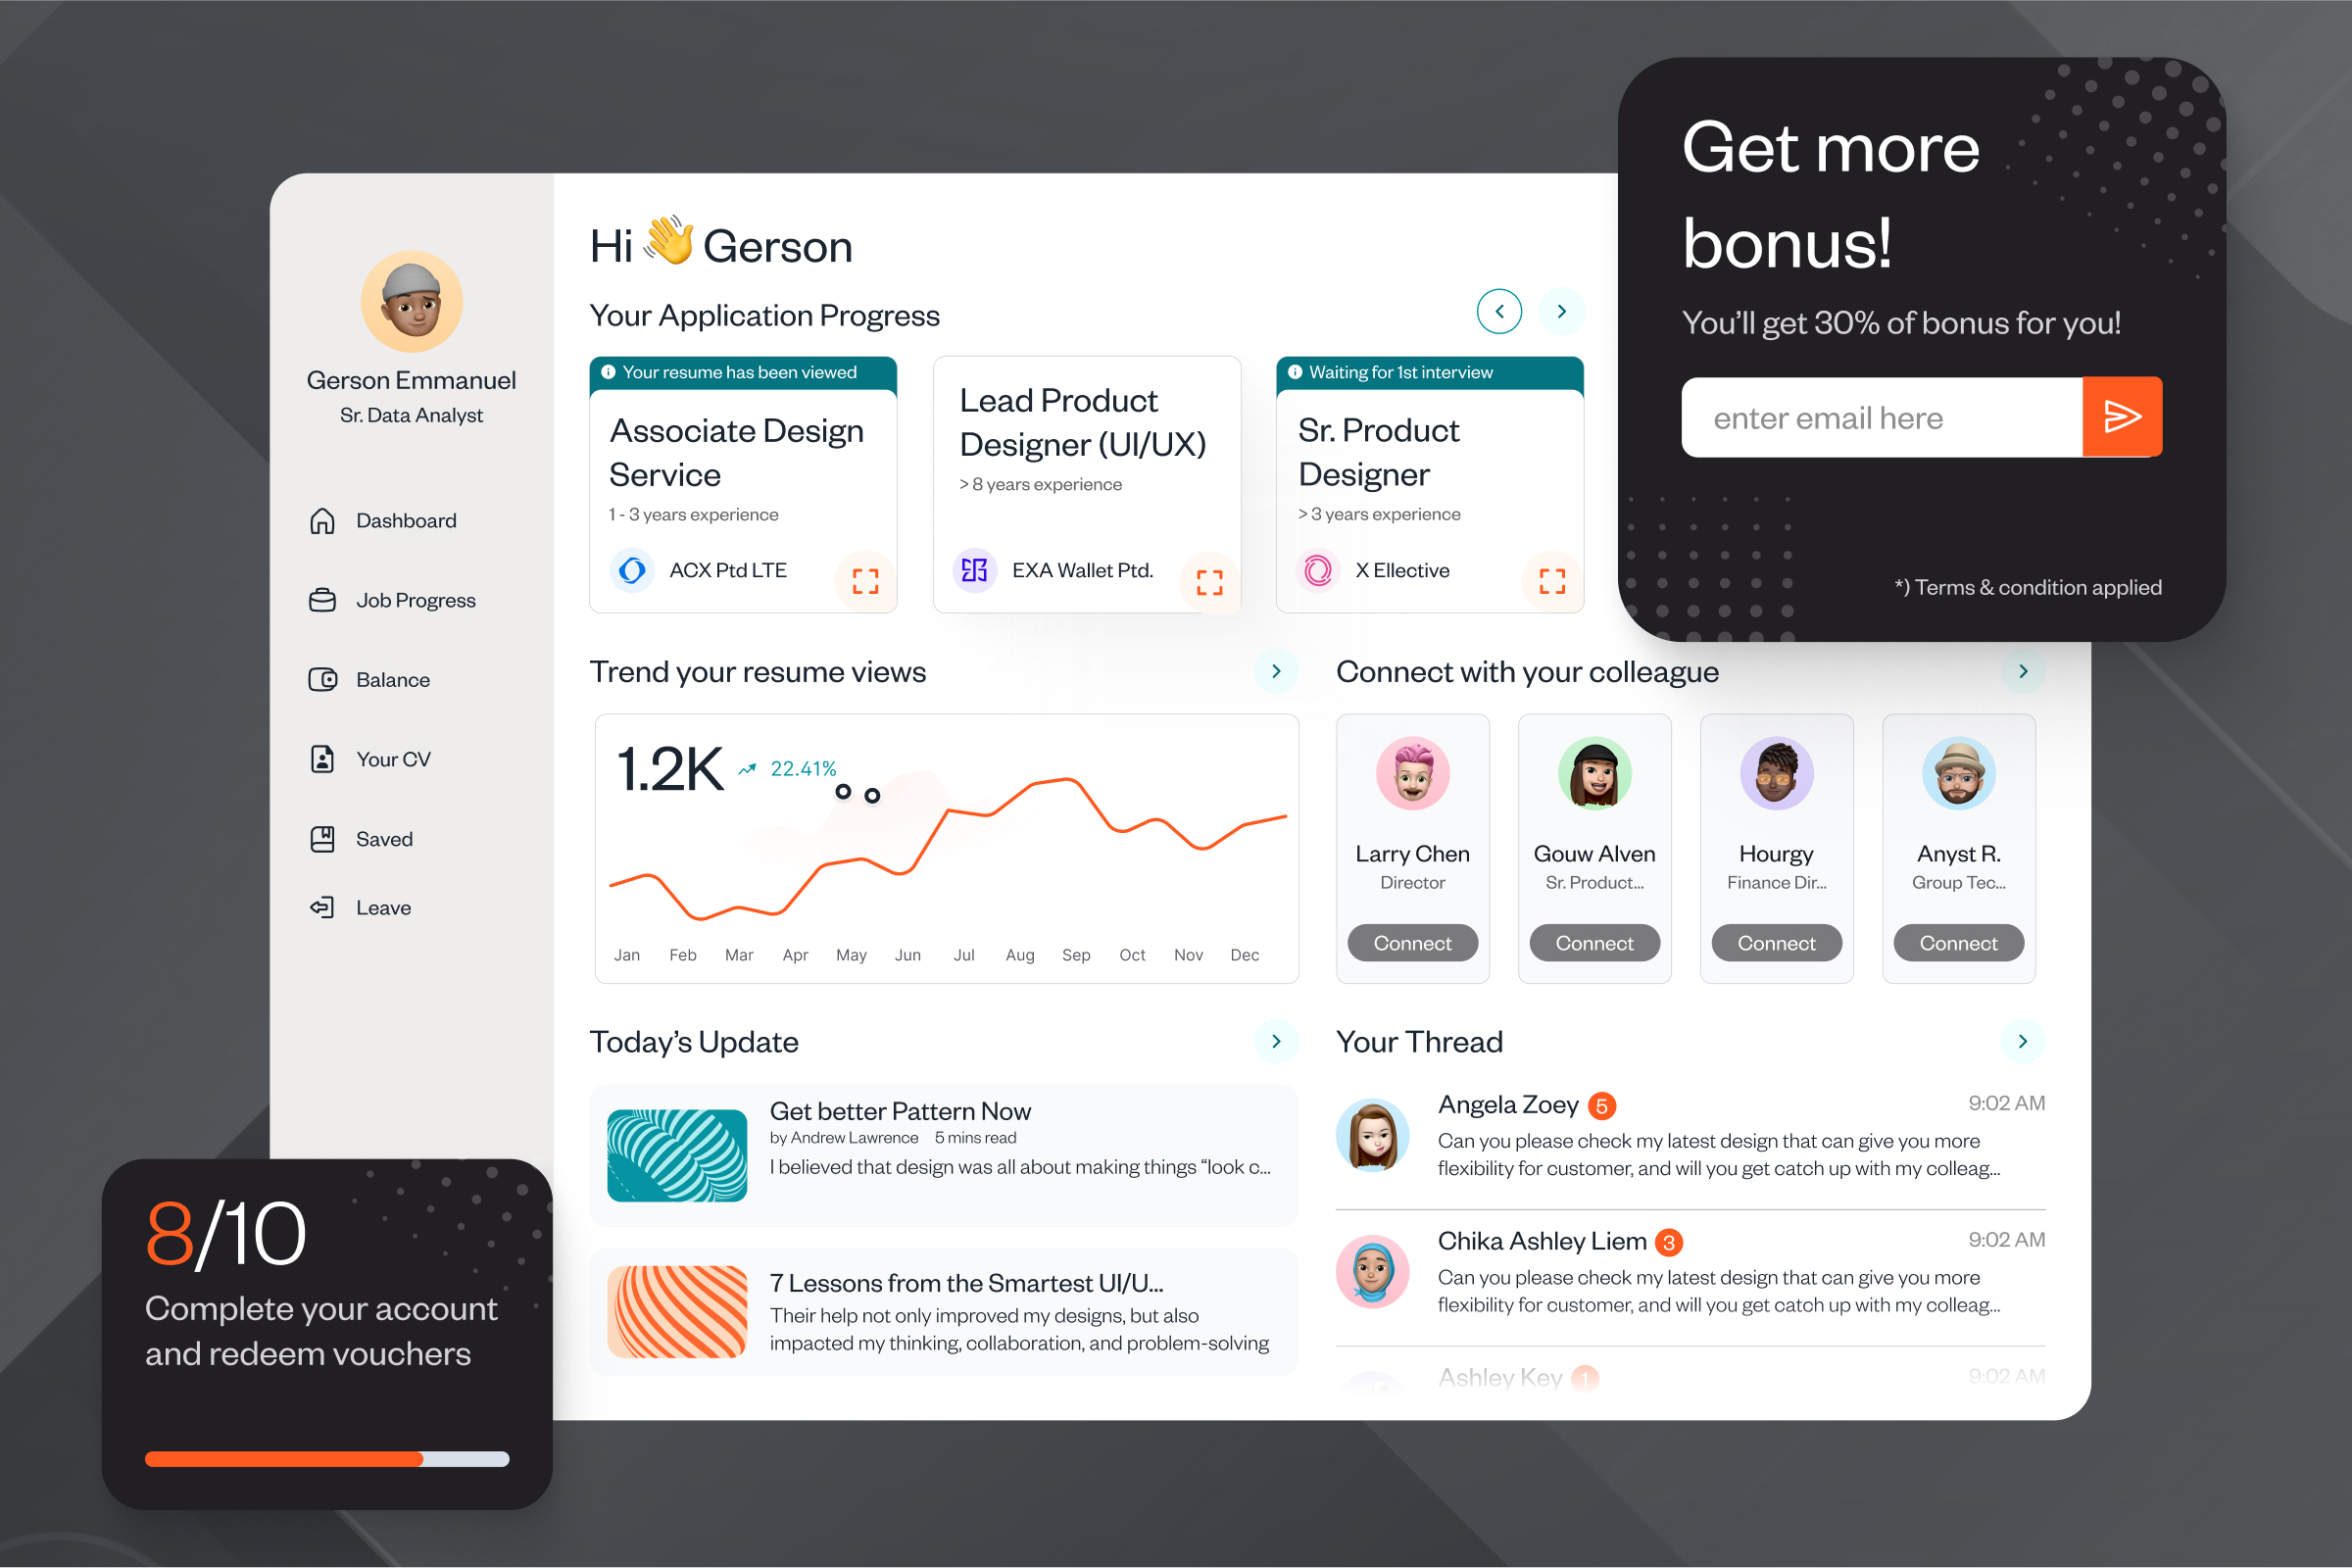 Get more
bonus!
You'll get 30% of bonus for you!
enter email here
*) Terms & condition applied
Gerson Emmanuel
Sr. Data Analyst
Dashboard
Job Progress
Balance
Your CV
Saved
Leave
Hi 👋 Gerson
Your Application Progress
Your resume has been viewed
Associate Design
Service
1 - 3 years experience
ACX Ptd LTE
Lead Product
Designer (UI/UX)
> 8 years experience
EXA Wallet Ptd.
Waiting for 1st interview
Sr. Product
Designer
> 3 years experience
X Ellective
Trend your resume views
1.2K
22.41%
Jan Feb Mar Apr May Jun Jul Aug Sep Oct Nov Dec
Connect with your colleague
Larry Chen
Director
Connect
Gouw Alven
Sr. Product...
Connect
Hourgy
Finance Dir...
Connect
Anyst R.
Group Tec...
Connect
Today's Update
Get better Pattern Now
by Andrew Lawrence 5 mins read
I believed that design was all about making things “look c...
7 Lessons from the Smartest UI/U...
Their help not only improved my designs, but also
impacted my thinking, collaboration, and problem-solving
Your Thread
Angela Zoey 5 9:02 AM
Can you please check my latest design that can give you more
flexibility for customer, and will you get catch up with my colleag...
Chika Ashley Liem 3 9:02 AM
Can you please check my latest design that can give you more
flexibility for customer, and will you get catch up with my colleag...
Ashley Key 1 9:02 AM
8/10
Complete your account
and redeem vouchers